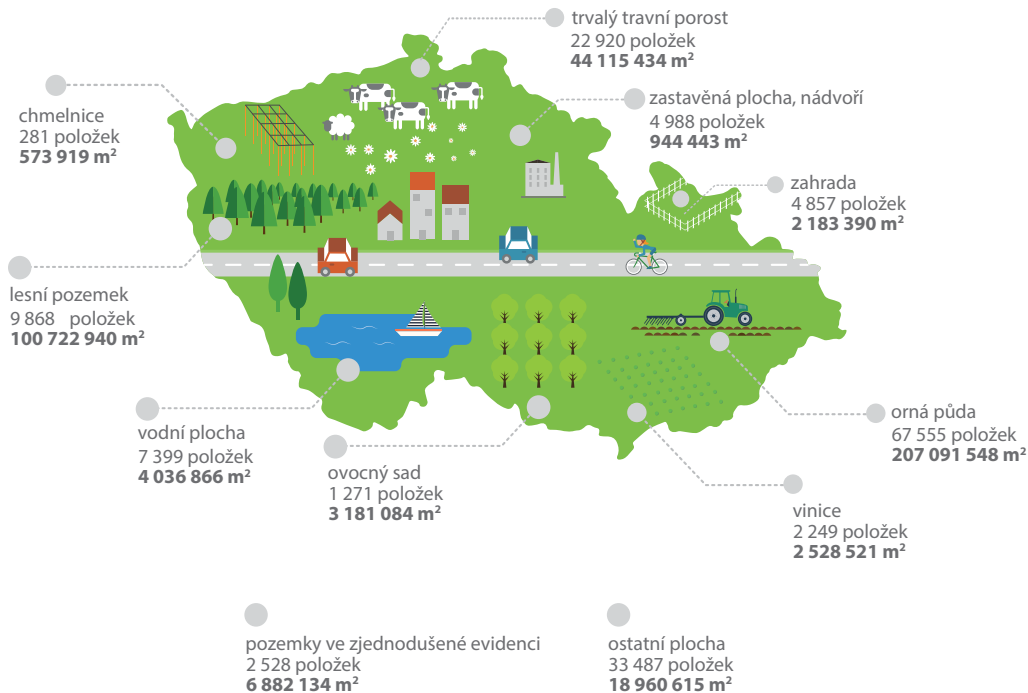 trvalý travní porost
22 920 položek
44 115 434 m²
zastavěná plocha, nádvoří
4 988 položek
944 443 m²
chmelnice
281 položek
573 919 m²
zahrada
4 857 položek
2 183 390 m²
lesní pozemek
9 868 položek
100 722 940 m²
orná půda
67 555 položek
207 091 548 m²
vodní plocha
7 399 položek
4 036 866 m²
ovocný sad
1 271 položek
3 181 084 m²
vinice
2 249 položek
2 528 521 m²
pozemky ve zjednodušené evidenci
2 528 položek
6 882 134 m²
ostatní plocha
33 487 položek
18 960 615 m²